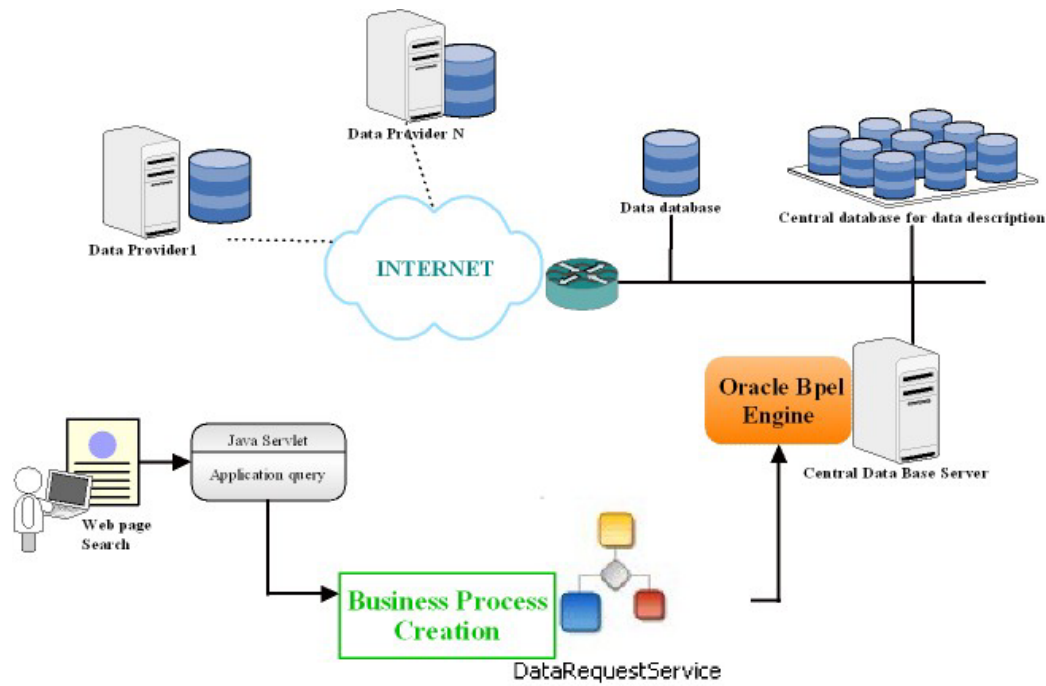 Data Provider N
Data Provider1
Data database
Central database for data description
INTERNET
Oracle Bpel
Engine
Central Data Base Server
Java Servlet
Application query
Web page
Search
Business Process
Creation
DataRequestService